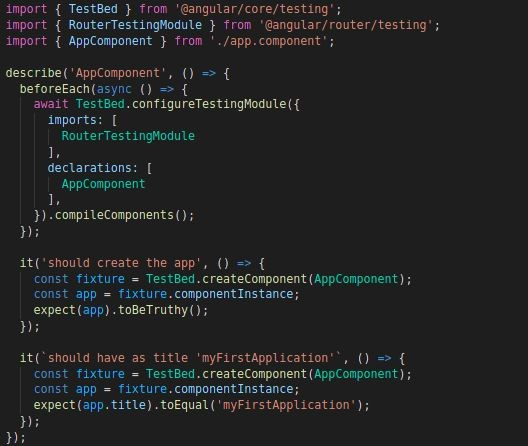 import { TestBed } from '@angular/core/testing';
import { RouterTestingModule } from '@angular/router/testing';
import { AppComponent } from './app.component';

describe('AppComponent', () => {
  beforeEach(async () => {
    await TestBed.configureTestingModule({
      imports: [
        RouterTestingModule
      ],
      declarations: [
        AppComponent
      ],
    }).compileComponents();
  });

  it('should create the app', () => {
    const fixture = TestBed.createComponent(AppComponent);
    const app = fixture.componentInstance;
    expect(app).toBeTruthy();
  });

  it(`should have as title 'myFirstApplication'`, () => {
    const fixture = TestBed.createComponent(AppComponent);
    const app = fixture.componentInstance;
    expect(app.title).toEqual('myFirstApplication');
  });
});